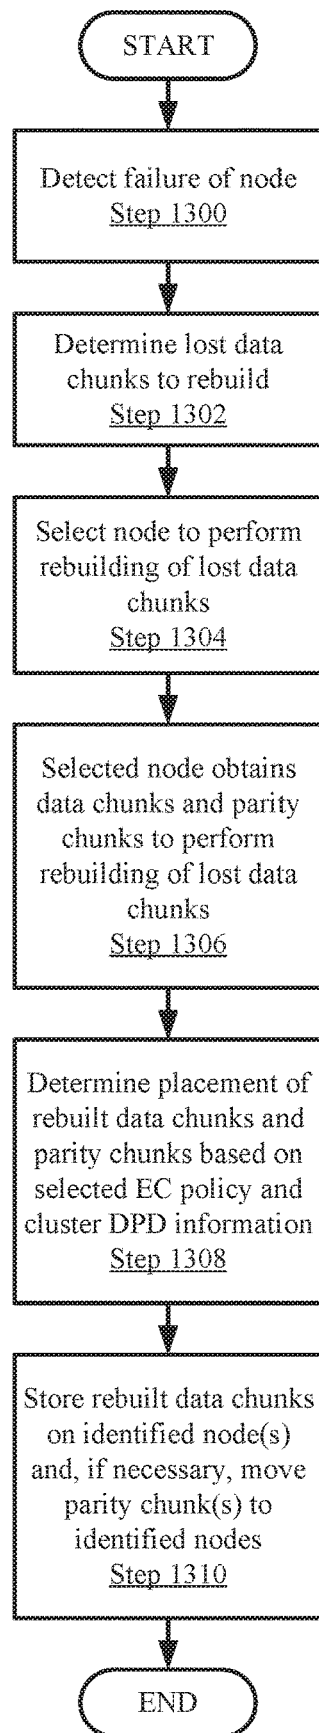 START
Detect failure of node
Step 1300
Determine lost data
chunks to rebuild
Step 1302
Select node to perform
rebuilding of lost data
chunks
Step 1304
Selected node obtains
data chunks and parity
chunks to perform
rebuilding of lost data
chunks
Step 1306
Determine placement of
rebuilt data chunks and
parity chunks based on
selected EC policy and
cluster DPD information
Step 1308
Store rebuilt data chunks
on identified node(s)
and, if necessary, move
parity chunk(s) to
identified nodes
Step 1310
END